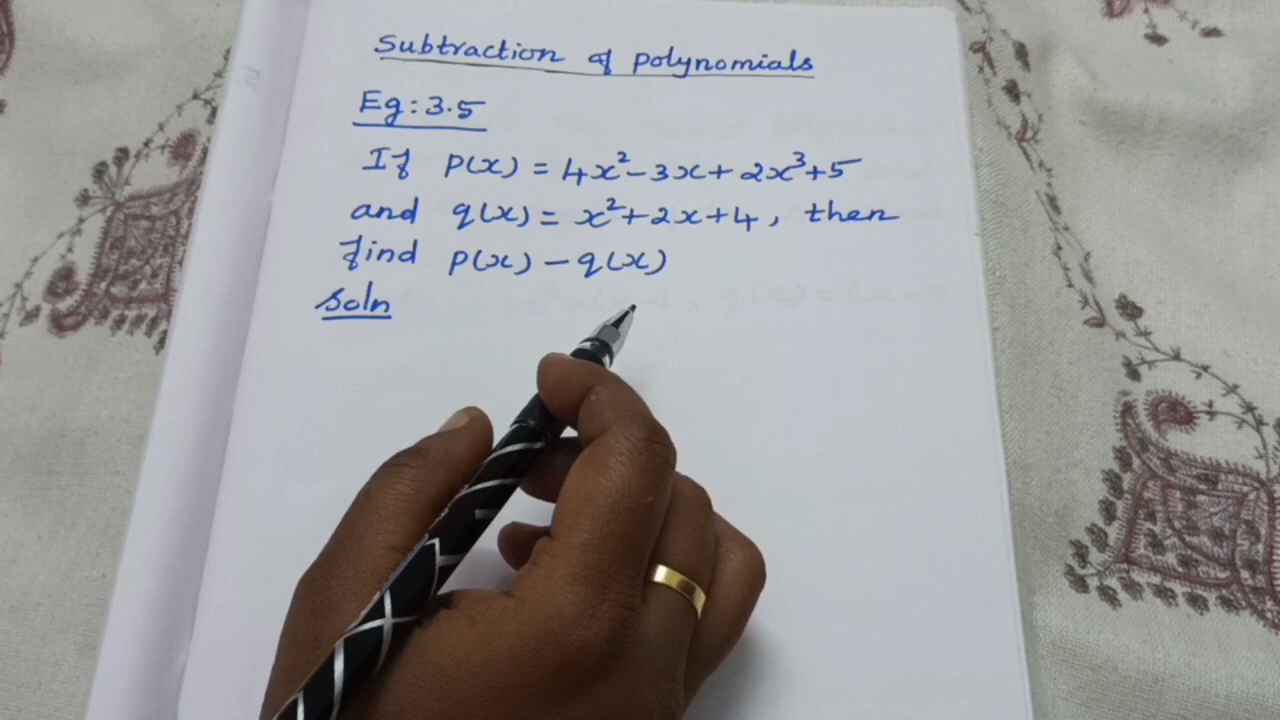 Subtraction of polynomials
Eg: 3.5
If p(x) = 4x² - 3x + 2x³ + 5
and q(x) = x² + 2x + 4, then
find p(x) - q(x)
Soln